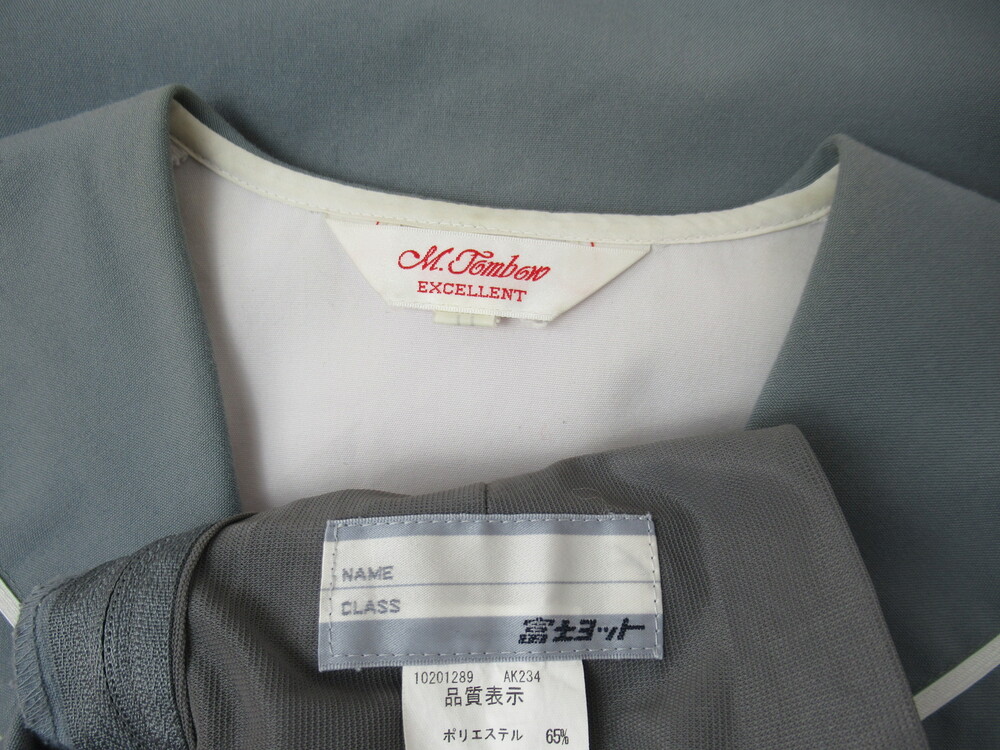 M. Tombow
EXCELLENT
NAME
CLASS
富士ヨット
10201289 AK234
品質表示
ポリエステル 65%